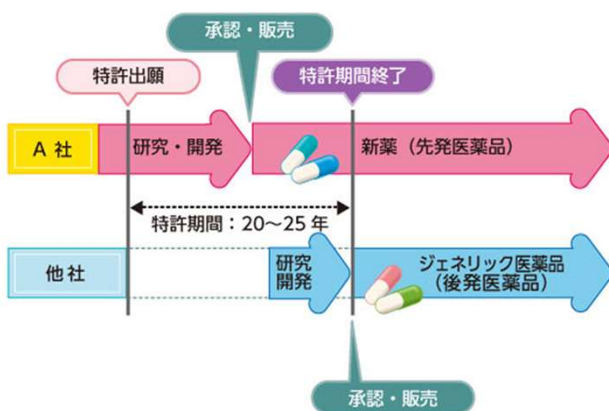 承認・販売
特許出願
特許期間終了
A 社
研究・開発
新薬（先発医薬品）
特許期間：20〜25 年
他社
研究
開発
ジェネリック医薬品
（後発医薬品）
承認・販売